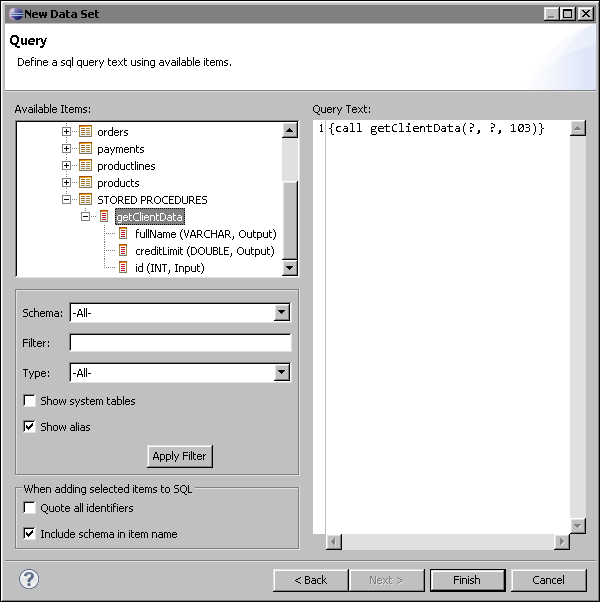 New Data Set
Query
Define a sql query text using available items.
Available Items:
orders
payments
productlines
products
STORED PROCEDURES
getClientData
fullName (VARCHAR, Output)
creditLimit (DOUBLE, Output)
id (INT, Input)
Schema: -All-
Filter:
Type: -All-
Show system tables
Show alias
Apply Filter
When adding selected items to SQL
Quote all identifiers
Include schema in item name
Query Text:
1 {call getClientData(?, ?, 103)}
? < Back Next > Finish Cancel